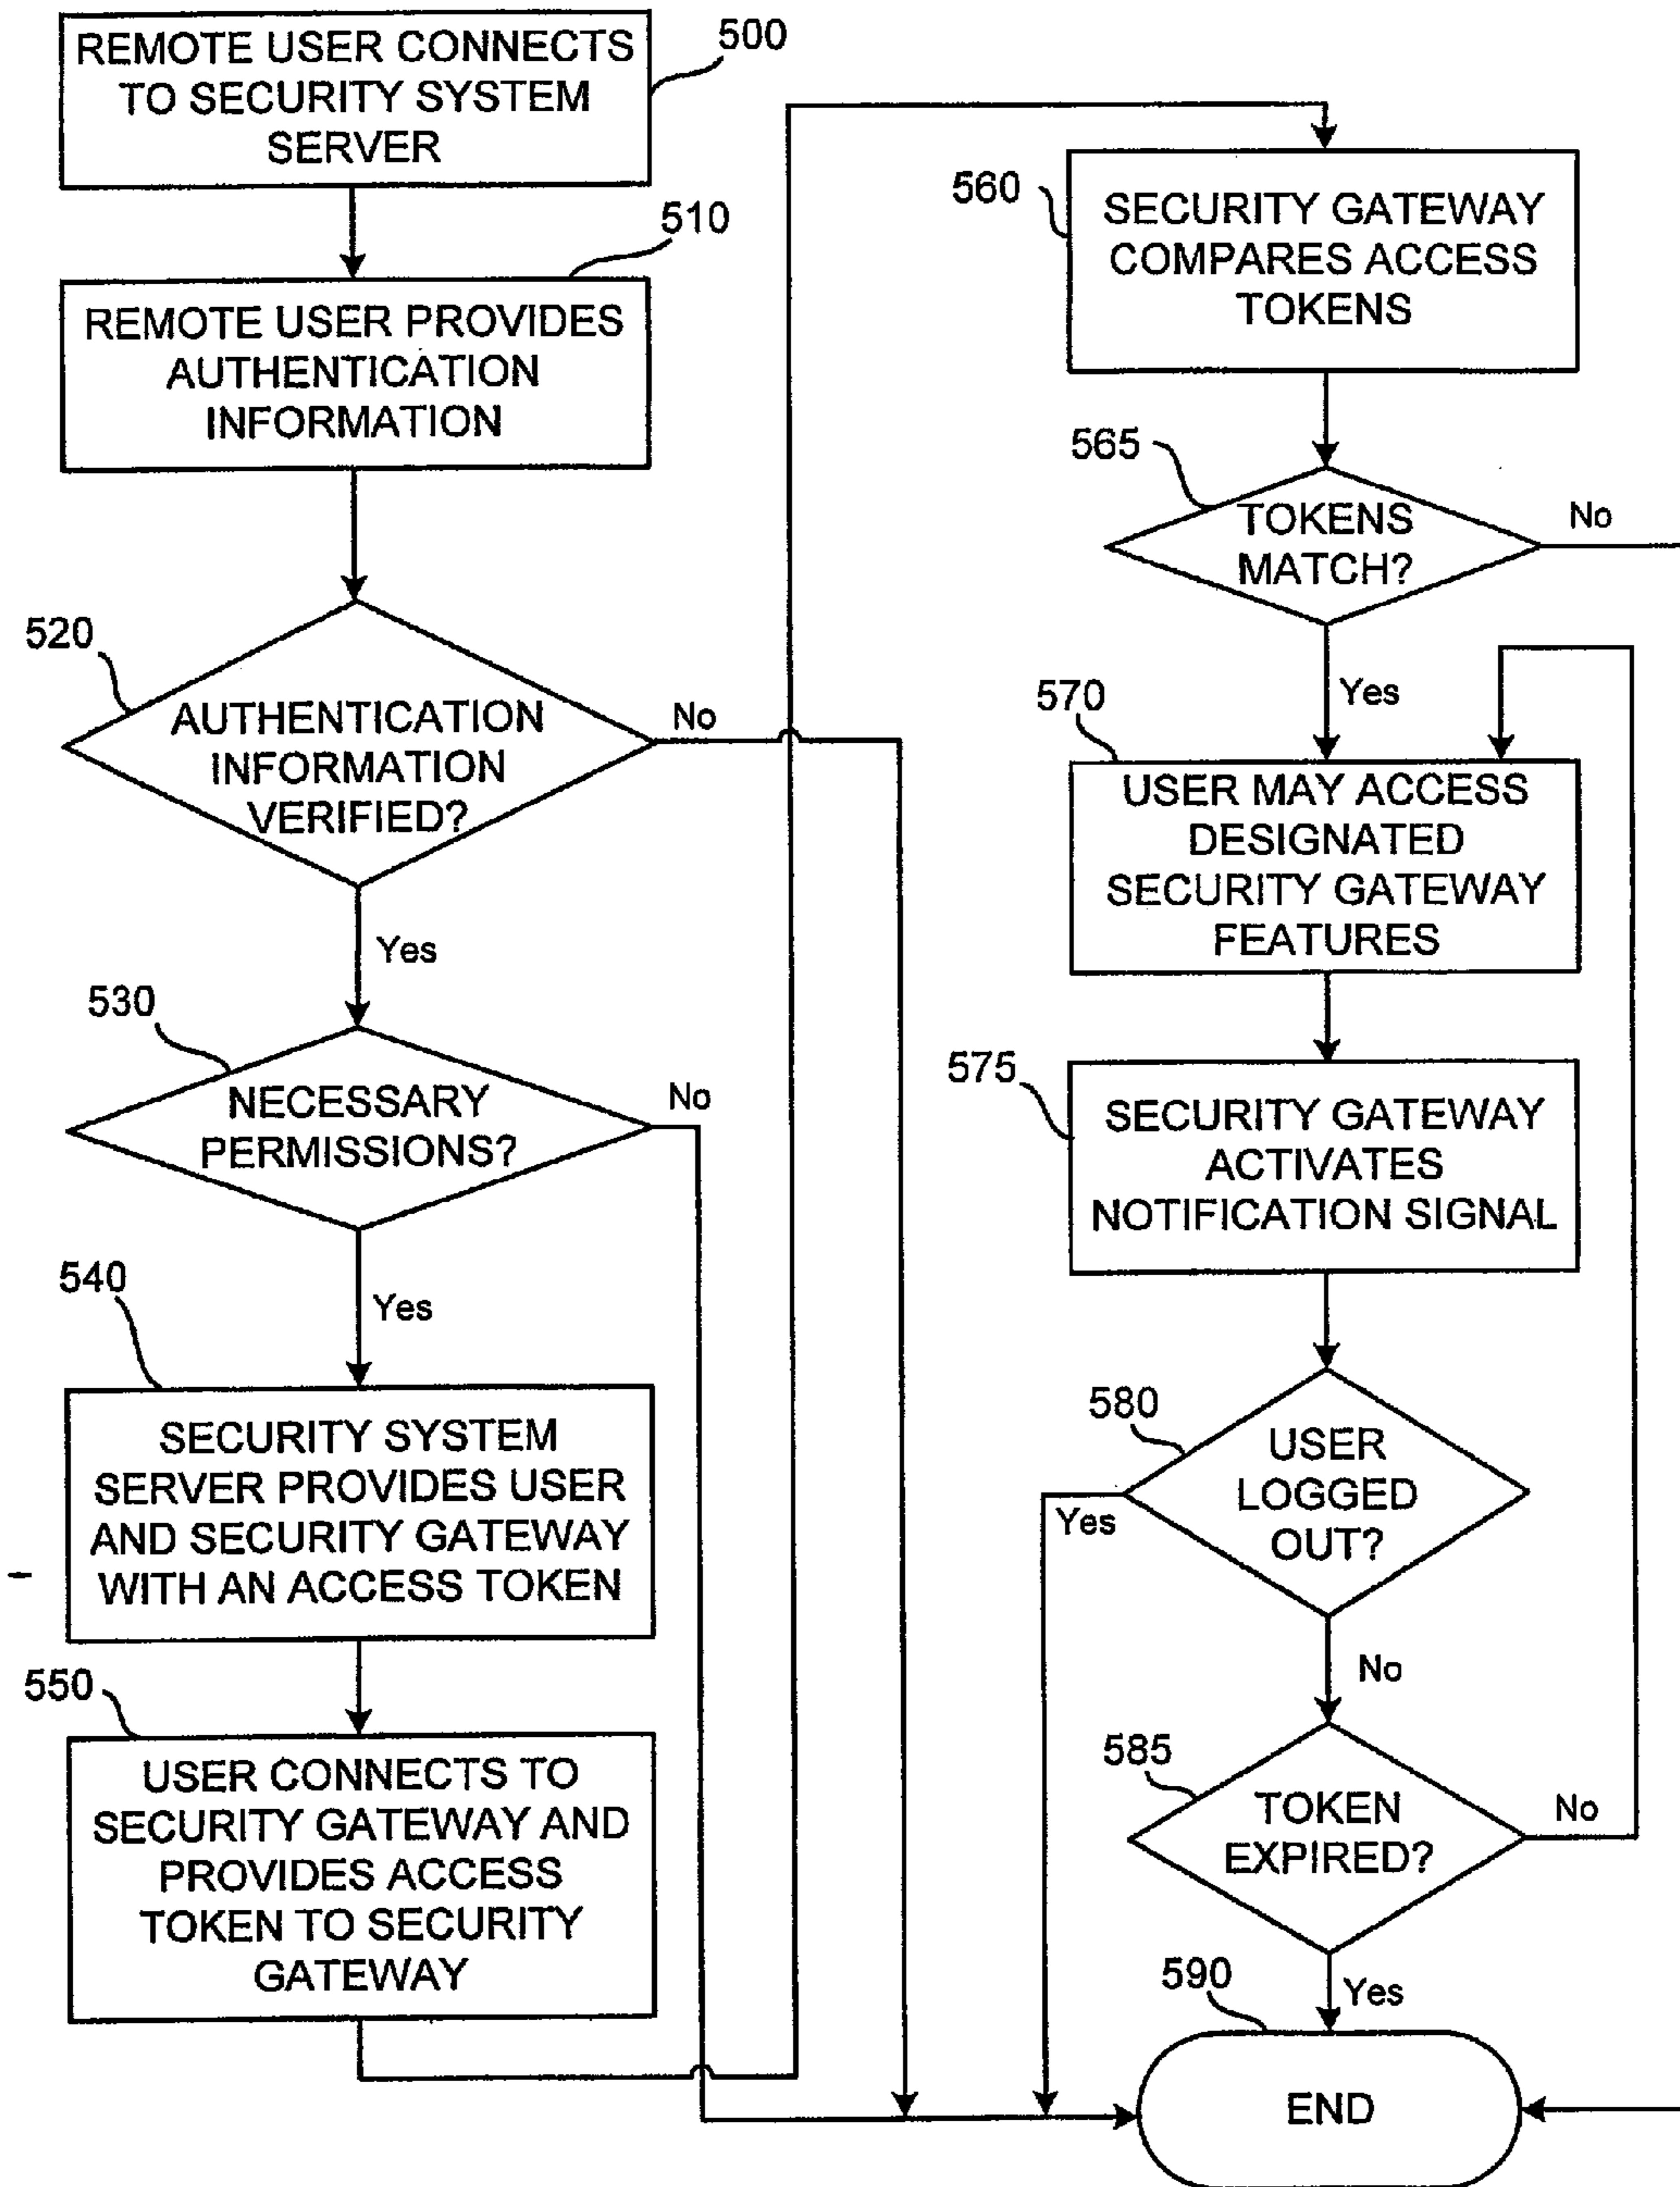 REMOTE USER CONNECTS
TO SECURITY SYSTEM
SERVER
500
510
REMOTE USER PROVIDES
AUTHENTICATION
INFORMATION
520
AUTHENTICATION
INFORMATION
VERIFIED?
No
Yes
530
NECESSARY
PERMISSIONS?
No
Yes
540
SECURITY SYSTEM
SERVER PROVIDES USER
AND SECURITY GATEWAY
WITH AN ACCESS TOKEN
550
USER CONNECTS TO
SECURITY GATEWAY AND
PROVIDES ACCESS
TOKEN TO SECURITY
GATEWAY
560
SECURITY GATEWAY
COMPARES ACCESS
TOKENS
565
TOKENS
MATCH?
No
Yes
570
USER MAY ACCESS
DESIGNATED
SECURITY GATEWAY
FEATURES
575
SECURITY GATEWAY
ACTIVATES
NOTIFICATION SIGNAL
580
USER
LOGGED
OUT?
Yes
No
585
TOKEN
EXPIRED?
No
Yes
590
END